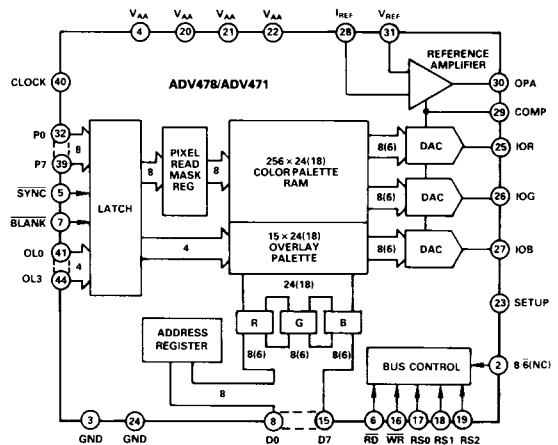 VAA VAA VAA VAA IREF VREF
4 20 21 22 28 31
REFERENCE
AMPLIFIER
CLOCK 40
ADV478/ADV471
30 OPA
29 COMP
P0 32
8
P7 39
SYNC 5
BLANK 7
OL0 41
4
OL3 44
LATCH
8
PIXEL
READ
MASK
REG
8
4
256 × 24(18)
COLOR PALETTE
RAM
15 × 24(18)
OVERLAY
PALETTE
8(6) DAC 25 IOR
8(6) DAC 26 IOG
8(6) DAC 27 IOB
24(18)
R G B
8(6) 8(6) 8(6)
ADDRESS
REGISTER
8
23 SETUP
BUS CONTROL
2 8/6(NC)
3 24 8 15 6 16 17 18 19
GND GND D0 D7 RD WR RS0 RS1 RS2